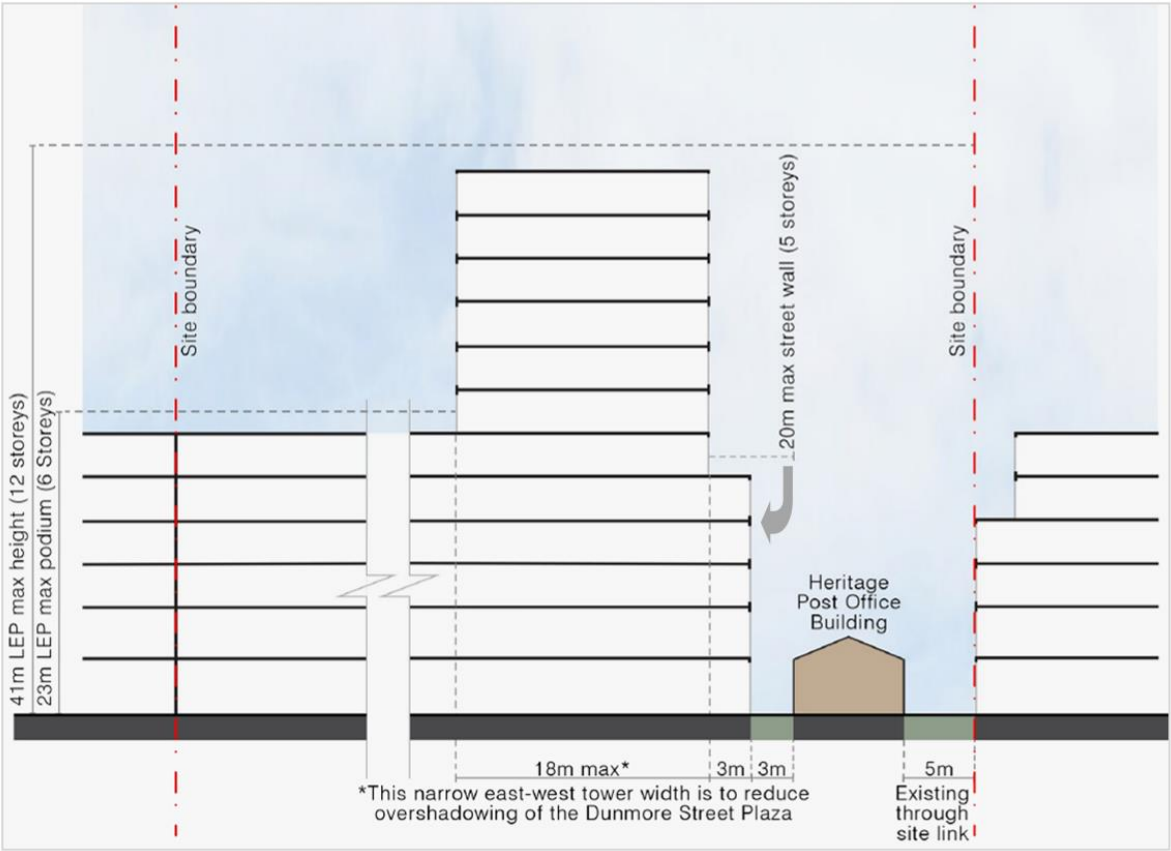 41m LEP max height (12 storeys)
23m LEP max podium (6 Storeys)
Site boundary
20m max street wall (5 storeys)
Site boundary
Heritage
Post Office
Building
18m max*
3m
3m
5m
*This narrow east-west tower width is to reduce
overshadowing of the Dunmore Street Plaza
Existing
through
site link